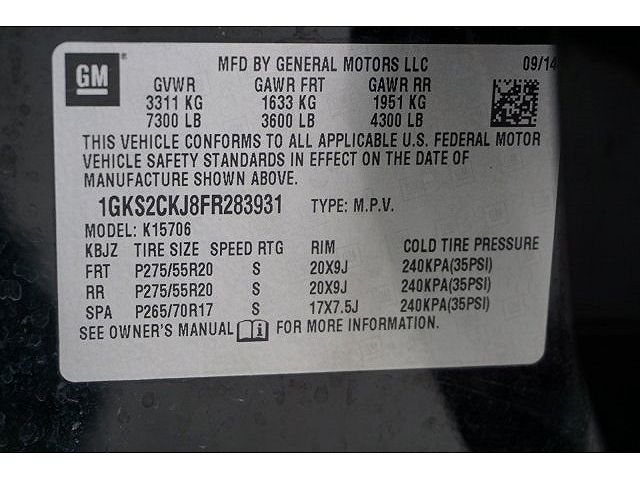 GM
MFD BY GENERAL MOTORS LLC 09/14
GVWR GAWR FRT GAWR RR
3311 KG 1633 KG 1951 KG
7300 LB 3600 LB 4300 LB
THIS VEHICLE CONFORMS TO ALL APPLICABLE U.S. FEDERAL MOTOR
VEHICLE SAFETY STANDARDS IN EFFECT ON THE DATE OF
MANUFACTURE SHOWN ABOVE.
1GKS2CKJ8FR283931 TYPE: M.P.V.
MODEL: K15706
KBJZ TIRE SIZE SPEED RTG RIM COLD TIRE PRESSURE
FRT P275/55R20 S 20X9J 240KPA(35PSI)
RR P275/55R20 S 20X9J 240KPA(35PSI)
SPA P265/70R17 S 17X7.5J 240KPA(35PSI)
SEE OWNER'S MANUAL FOR MORE INFORMATION.